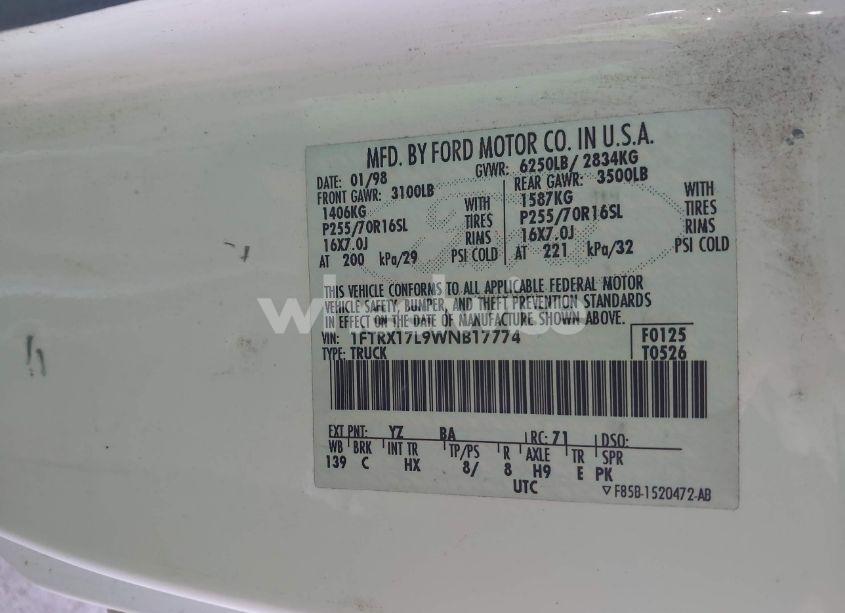 MFD. BY FORD MOTOR CO. IN U.S.A.
DATE: 01/98 GVWR: 6250LB/ 2834KG
FRONT GAWR: 3100LB REAR GAWR: 3500LB
1406KG WITH 1587KG WITH
P255/70R16SL TIRES P255/70R16SL TIRES
16X7.0J RIMS 16X7.0J RIMS
AT 200 kPa/29 PSI COLD AT 221 kPa/32 PSI COLD
THIS VEHICLE CONFORMS TO ALL APPLICABLE FEDERAL MOTOR
VEHICLE SAFETY, BUMPER, AND THEFT PREVENTION STANDARDS
IN EFFECT ON THE DATE OF MANUFACTURE SHOWN ABOVE.
VIN: 1FTRX17L9WNB17774 F0125
TYPE: TRUCK T0526
EXT PNT: YZ BA RC: 71 DSO:
WB BRK INT TR TP/PS R AXLE TR SPR
139 C HX 8/ 8 H9 E PK
UTC F85B-1520472-AB